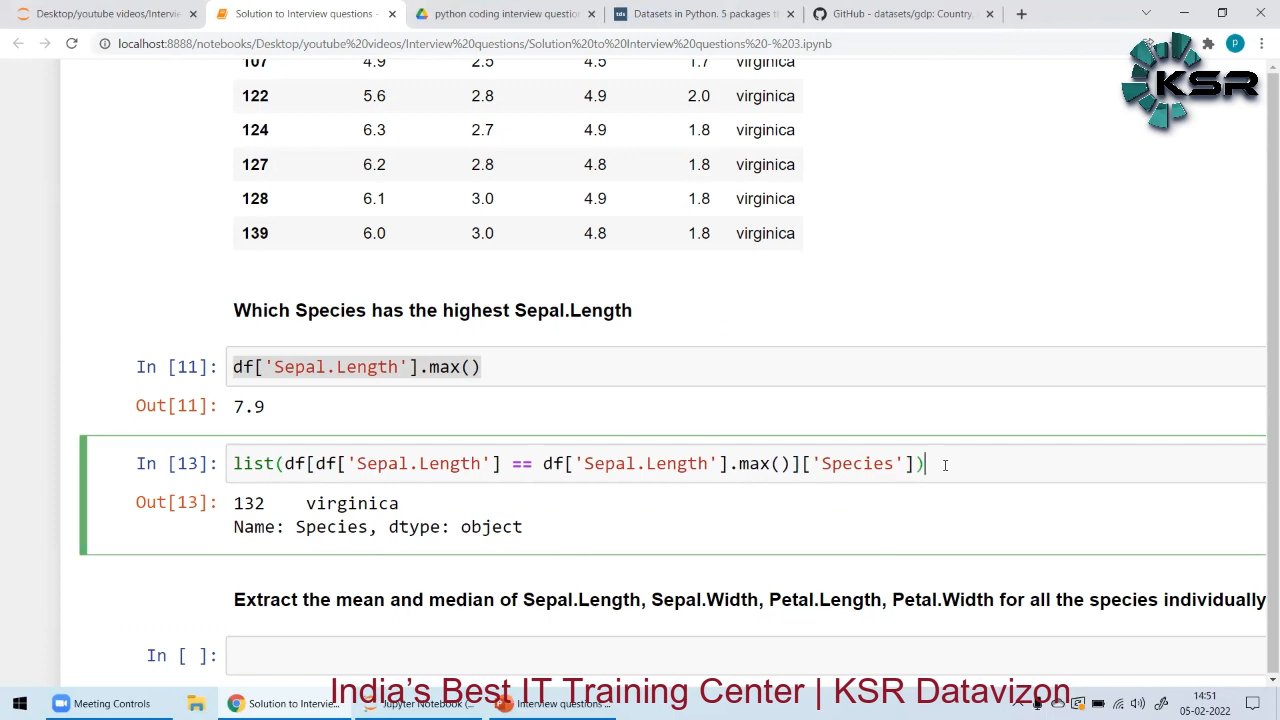 Desktop/youtube videos/Intervie
Solution to Interview questions -
python coding interview question
tds
Datasets in Python. 5 packages t
GitHub - datasets/gdp: Country,
localhost:8888/notebooks/Desktop/youtube%20videos/Interview%20questions/Solution%20to%20Interview%20questions%20-%203.ipynb
P
KSR
107 4.9 2.5 4.5 1.7 virginica
122 5.6 2.8 4.9 2.0 virginica
124 6.3 2.7 4.9 1.8 virginica
127 6.2 2.8 4.8 1.8 virginica
128 6.1 3.0 4.9 1.8 virginica
139 6.0 3.0 4.8 1.8 virginica
Which Species has the highest Sepal.Length
In [11]: df['Sepal.Length'].max()
Out[11]: 7.9
In [13]: list(df[df['Sepal.Length'] == df['Sepal.Length'].max()]['Species'])
Out[13]: 132 virginica
Name: Species, dtype: object
Extract the mean and median of Sepal.Length, Sepal.Width, Petal.Length, Petal.Width for all the species individually
In [ ]:
India's Best IT Training Center | KSR Datavizon
Meeting Controls
Solution to Intervie...
Jupyter Notebook (...
Interview questions ...
14:51
05-02-2022